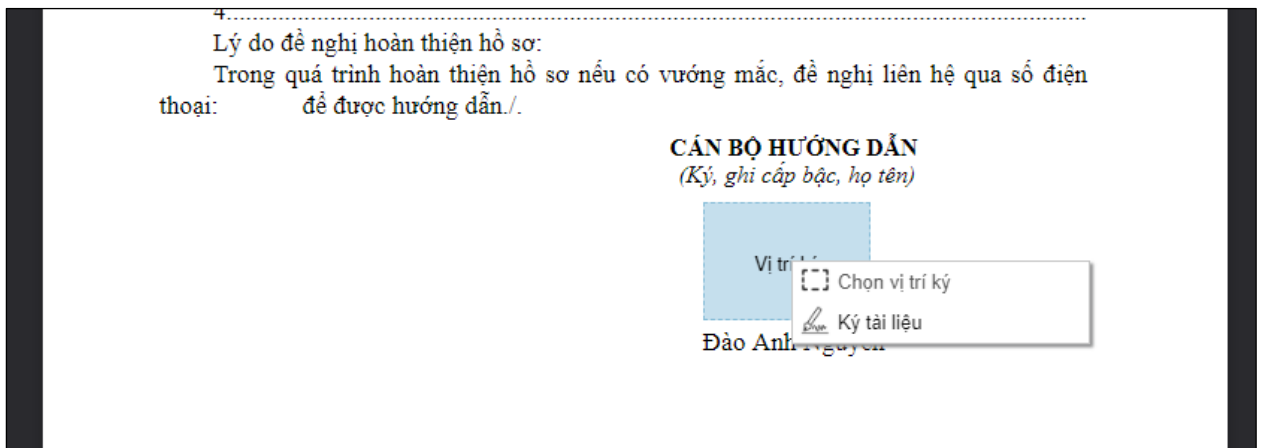 4..............................................................................................................................
Lý do đề nghị hoàn thiện hồ sơ:
Trong quá trình hoàn thiện hồ sơ nếu có vướng mắc, đề nghị liên hệ qua số điện
thoại: để được hướng dẫn./.
CÁN BỘ HƯỚNG DẪN
(Ký, ghi cấp bậc, họ tên)
Vị trí
Chọn vị trí ký
Ký tài liệu
Đào Anh